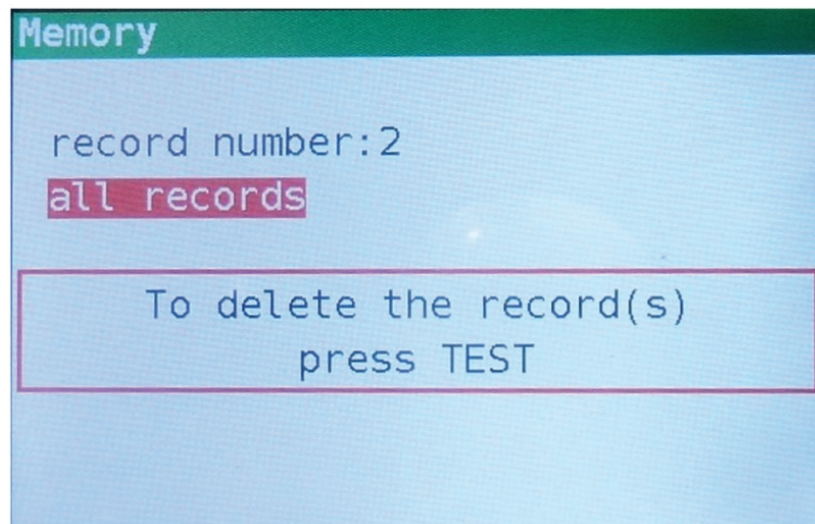 Memory
record number:2
all records
To delete the record(s)
press TEST